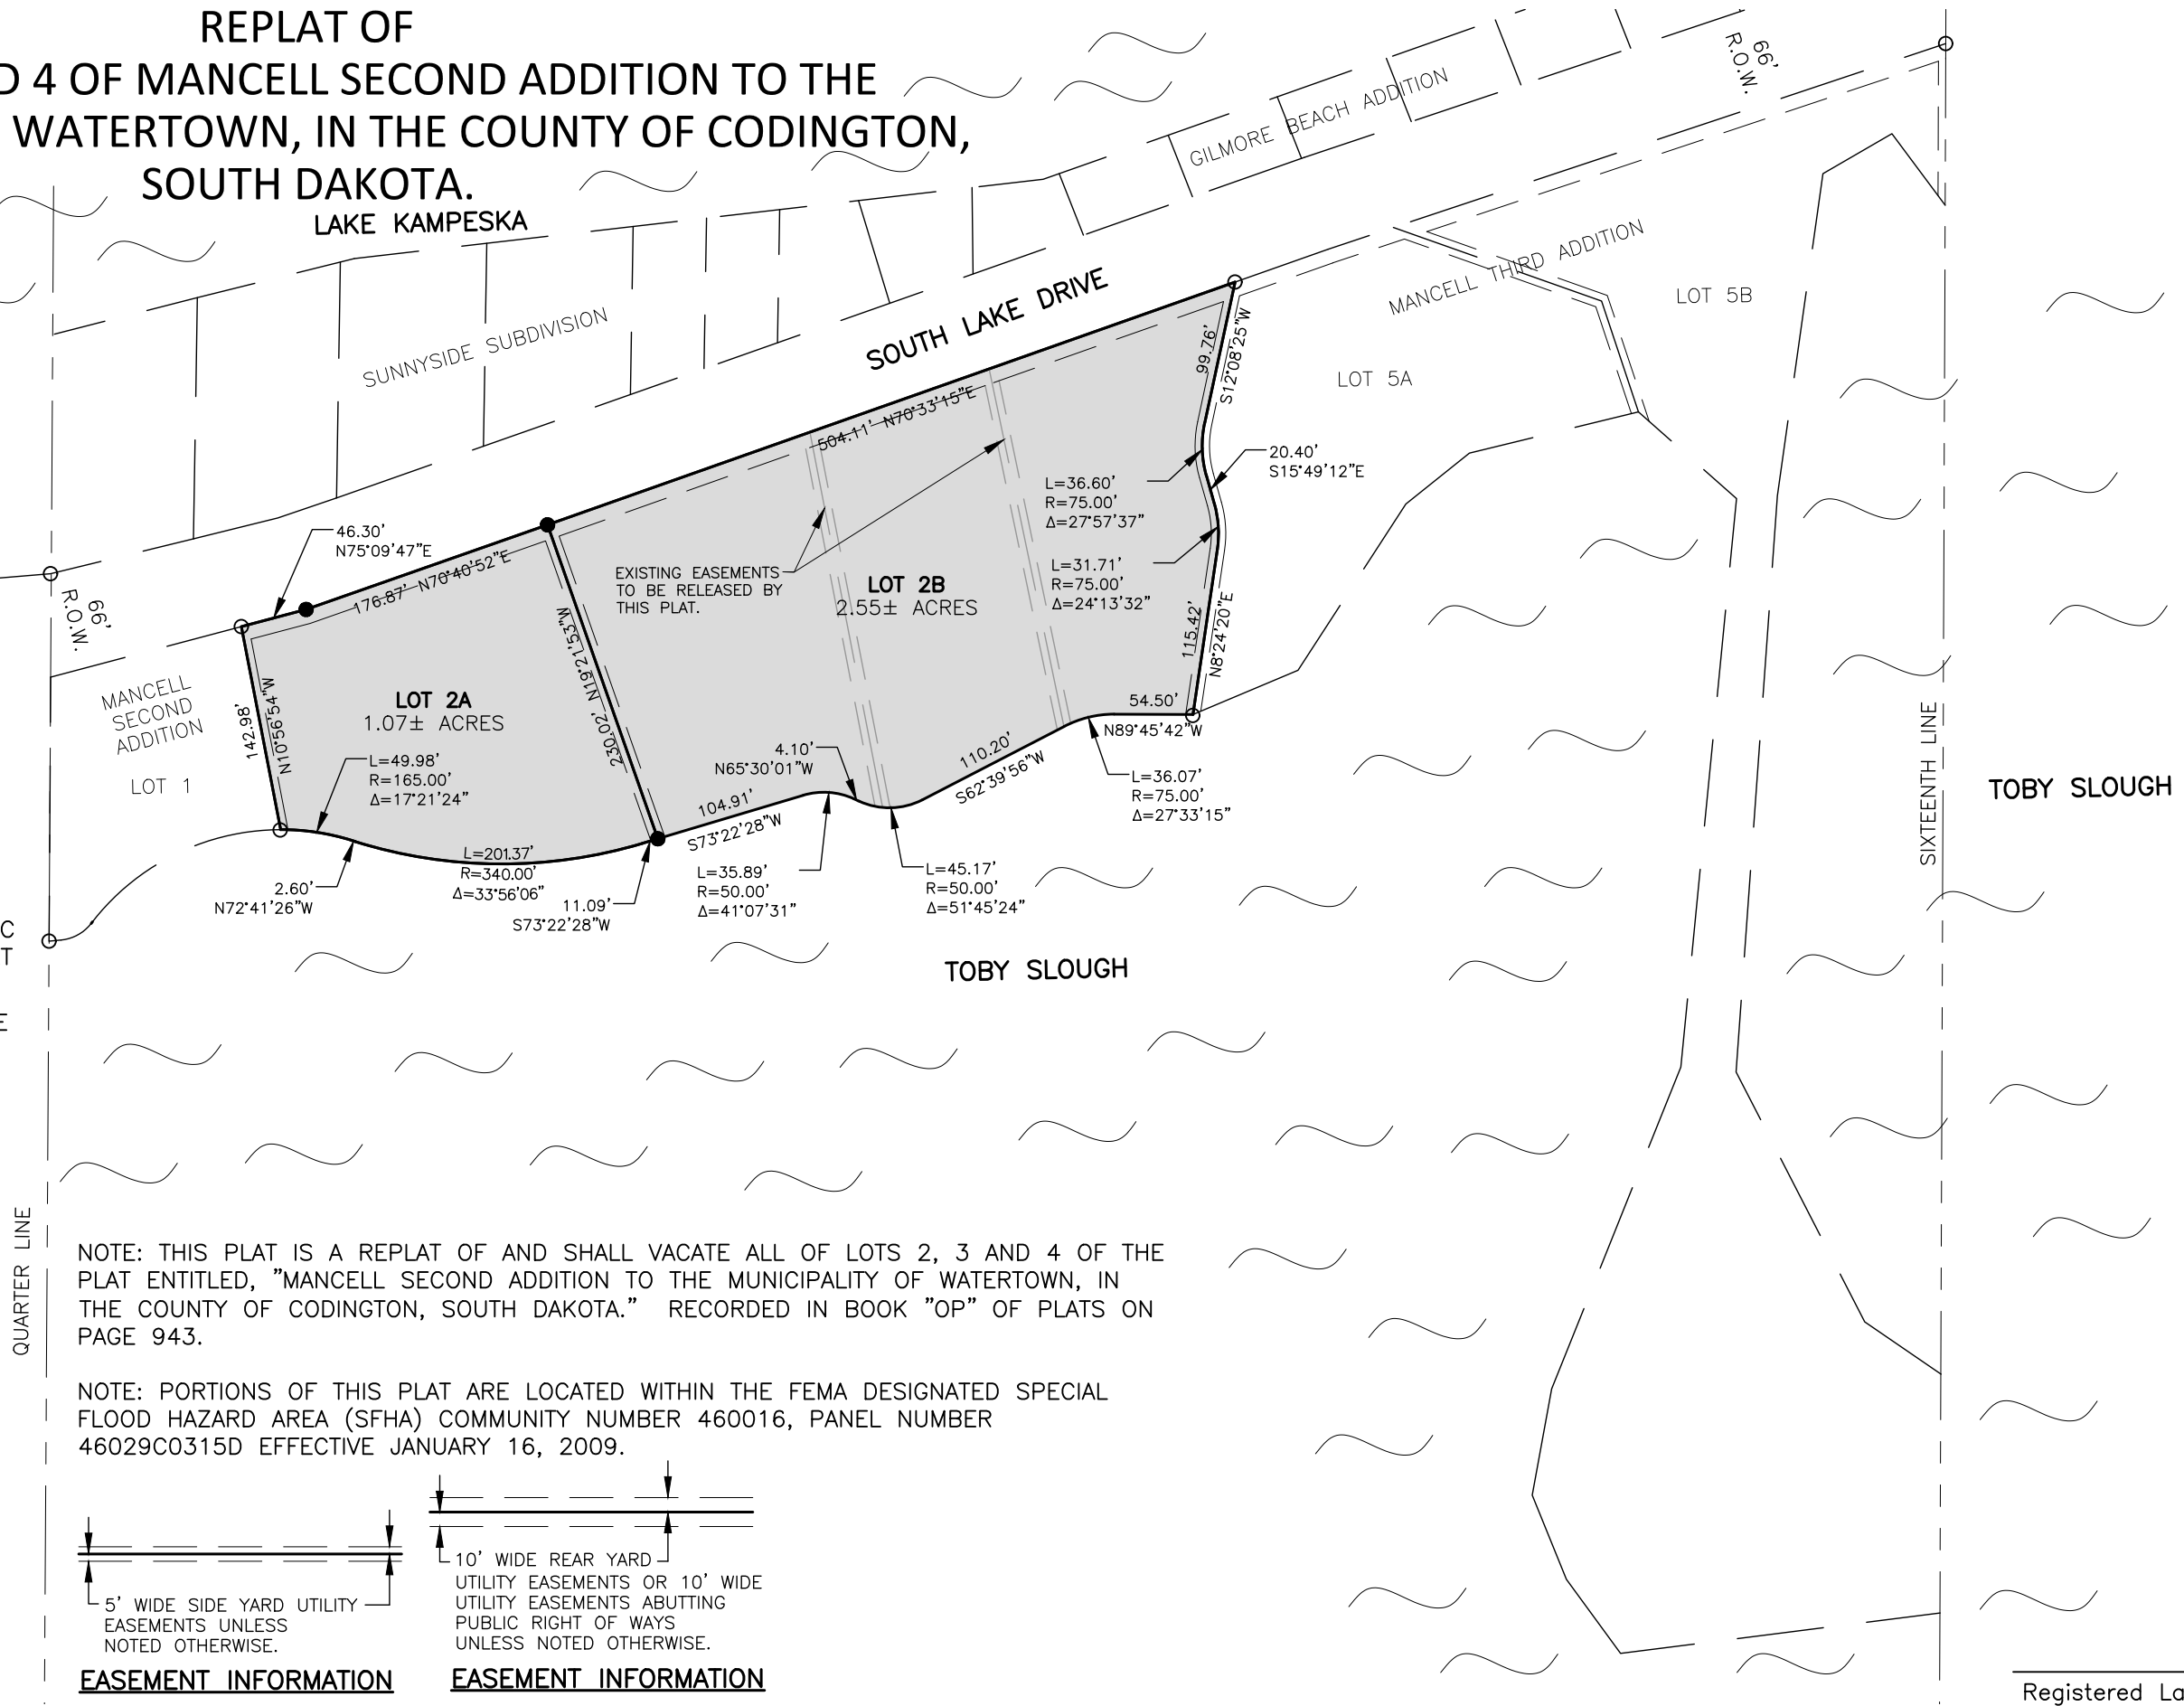 REPLAT OF
D 4 OF MANCELL SECOND ADDITION TO THE
WATERTOWN, IN THE COUNTY OF CODINGTON,
SOUTH DAKOTA.
LAKE KAMPESKA
GILMORE BEACH ADDITION
66'
R.O.W.
SUNNYSIDE SUBDIVISION
SOUTH LAKE DRIVE
MANCELL THIRD ADDITION
LOT 5B
LOT 5A
99.76'
S12°08'25"W
504.11' N70°33'15"E
20.40'
S15°49'12"E
L=36.60'
R=75.00'
Δ=27°57'37"
46.30'
N75°09'47"E
176.87' N70°40'52"E
EXISTING EASEMENTS
TO BE RELEASED BY
THIS PLAT.
LOT 2B
2.55± ACRES
L=31.71'
R=75.00'
Δ=24°13'32"
66'
R.O.W.
230.02' N19°21'53"W
115.42'
N8°24'20"E
MANCELL
SECOND
ADDITION
LOT 1
142.98'
N10°56'54"W
LOT 2A
1.07± ACRES
L=49.98'
R=165.00'
Δ=17°21'24"
4.10'
N65°30'01"W
54.50'
N89°45'42"W
110.20'
S62°39'56"W
L=36.07'
R=75.00'
Δ=27°33'15"
104.91'
S73°22'28"W
SIXTEENTH LINE
TOBY SLOUGH
L=201.37'
R=340.00'
Δ=33°56'06"
2.60'
N72°41'26"W
11.09'
S73°22'28"W
L=35.89'
R=50.00'
Δ=41°07'31"
L=45.17'
R=50.00'
Δ=51°45'24"
C
T
E
TOBY SLOUGH
QUARTER LINE
NOTE: THIS PLAT IS A REPLAT OF AND SHALL VACATE ALL OF LOTS 2, 3 AND 4 OF THE
PLAT ENTITLED, "MANCELL SECOND ADDITION TO THE MUNICIPALITY OF WATERTOWN, IN
THE COUNTY OF CODINGTON, SOUTH DAKOTA." RECORDED IN BOOK "OP" OF PLATS ON
PAGE 943.
NOTE: PORTIONS OF THIS PLAT ARE LOCATED WITHIN THE FEMA DESIGNATED SPECIAL
FLOOD HAZARD AREA (SFHA) COMMUNITY NUMBER 460016, PANEL NUMBER
46029C0315D EFFECTIVE JANUARY 16, 2009.
5' WIDE SIDE YARD UTILITY
EASEMENTS UNLESS
NOTED OTHERWISE.
EASEMENT INFORMATION
10' WIDE REAR YARD
UTILITY EASEMENTS OR 10' WIDE
UTILITY EASEMENTS ABUTTING
PUBLIC RIGHT OF WAYS
UNLESS NOTED OTHERWISE.
EASEMENT INFORMATION
Registered La